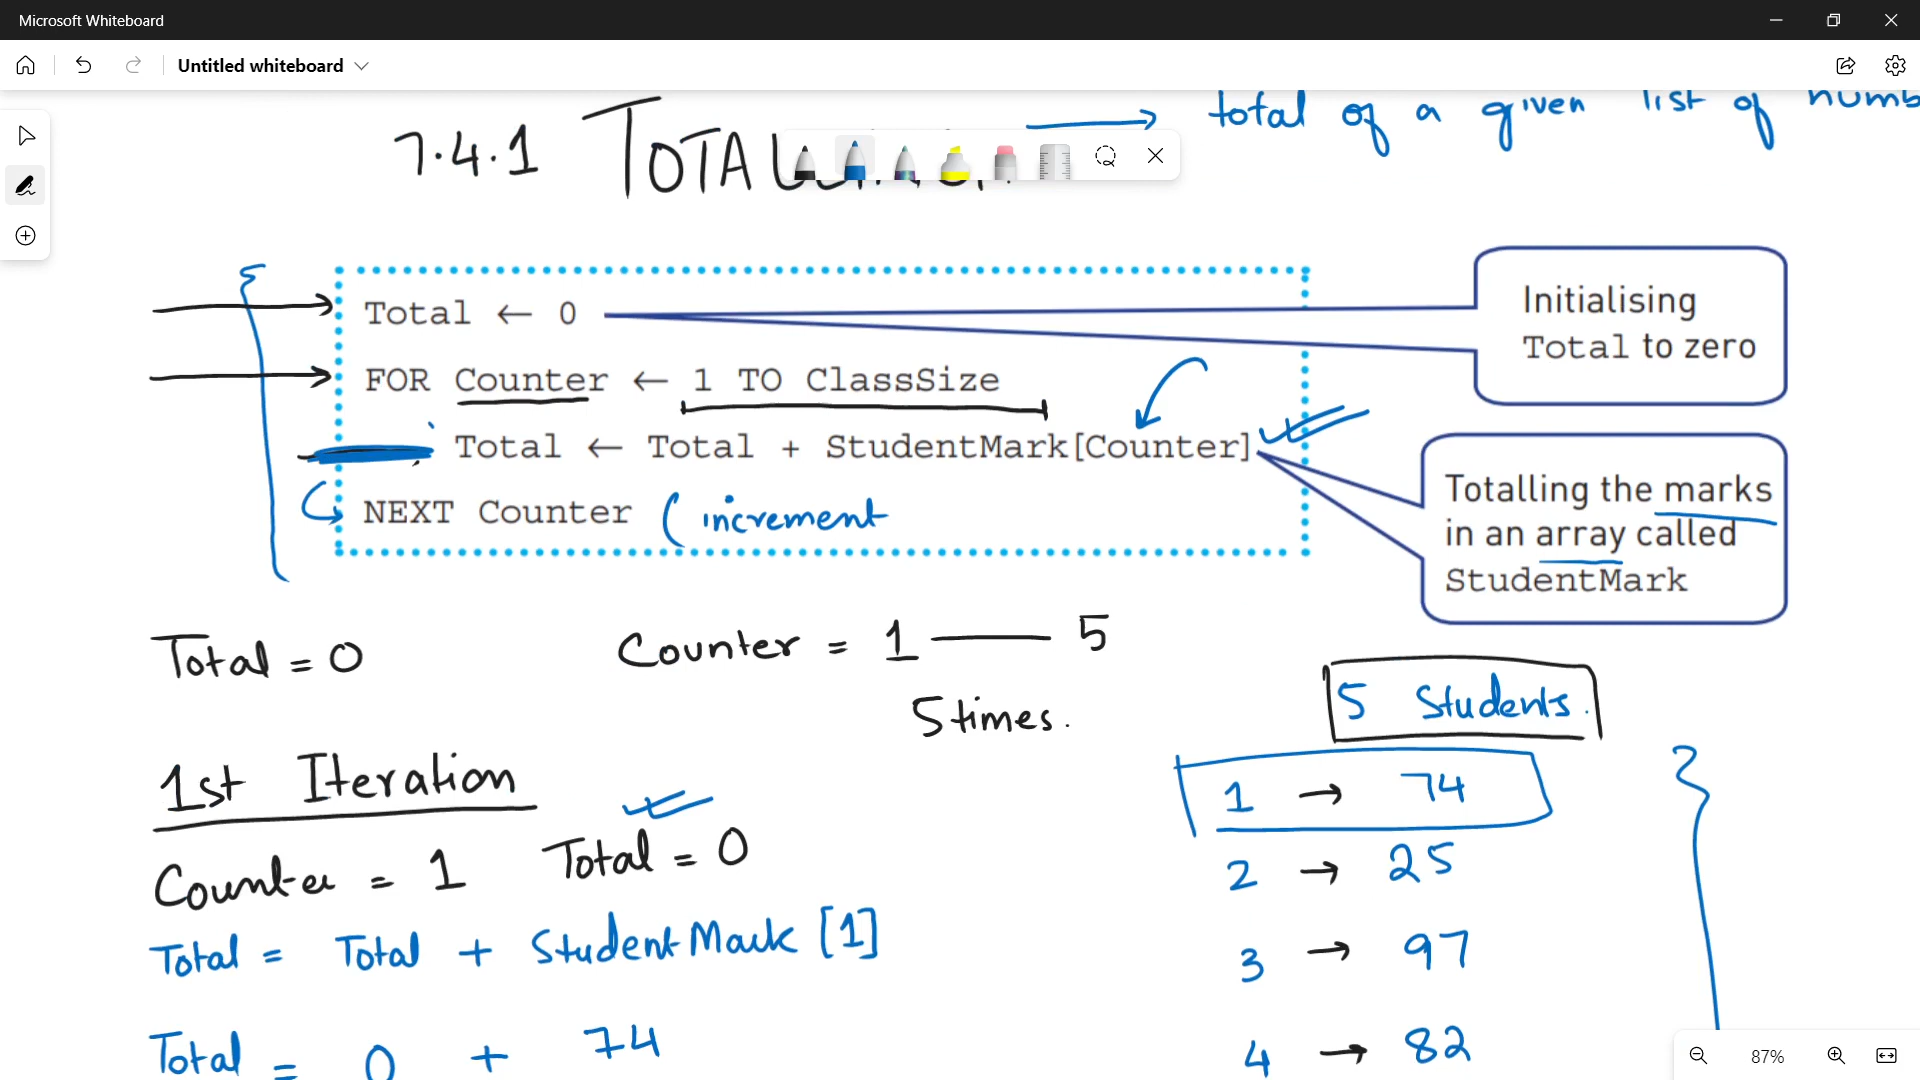 Microsoft Whiteboard
Untitled whiteboard
total of a given list of
7.4.1
Total ← 0
Initialising
Total to zero
FOR Counter ← 1 TO ClassSize
Total ← Total + StudentMark[Counter]
NEXT Counter ( increment
Totalling the marks
in an array called
StudentMark
Total = 0
Counter = 1 — 5
5 times.
5 Students.
1st Iteration
1 → 74
Counter = 1 Total = 0
2 → 25
Total = Total + StudentMark [1]
3 → 97
Total = 0 + 74
4 → 82
87%